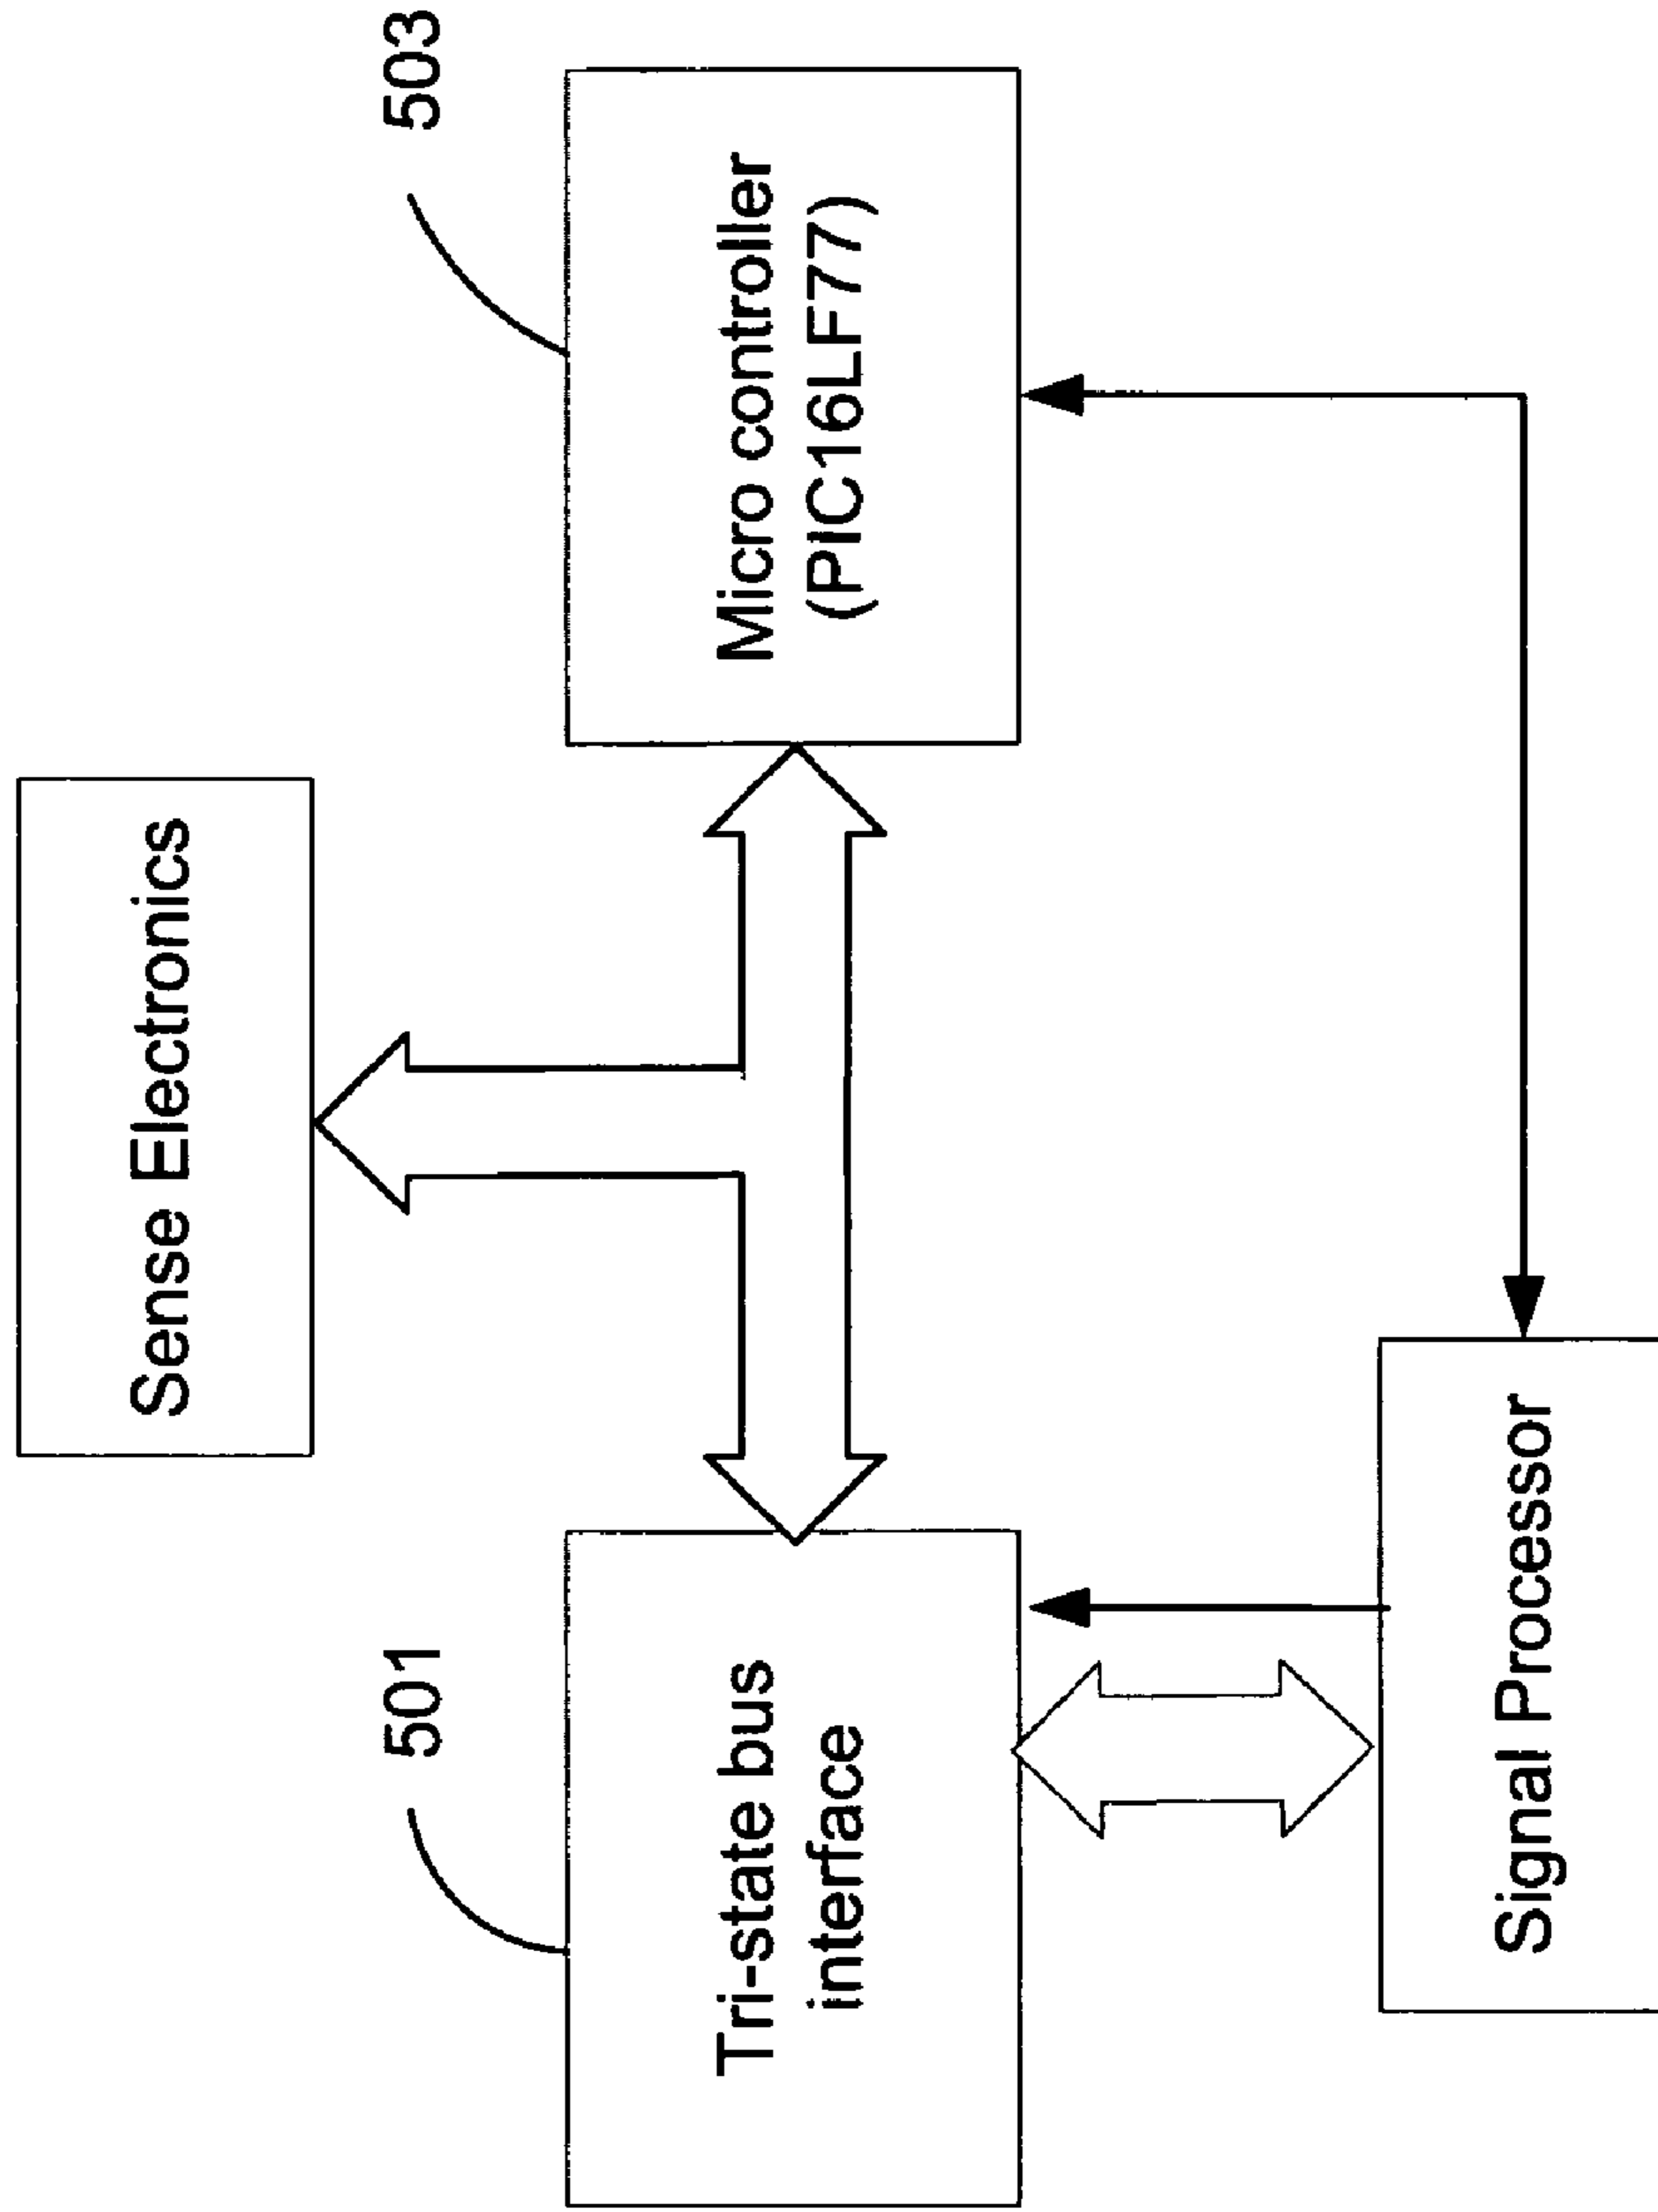 Sense Electronics
501
503
Tri-state bus
interface
Micro controller
(PIC16LF77)
Signal Processor